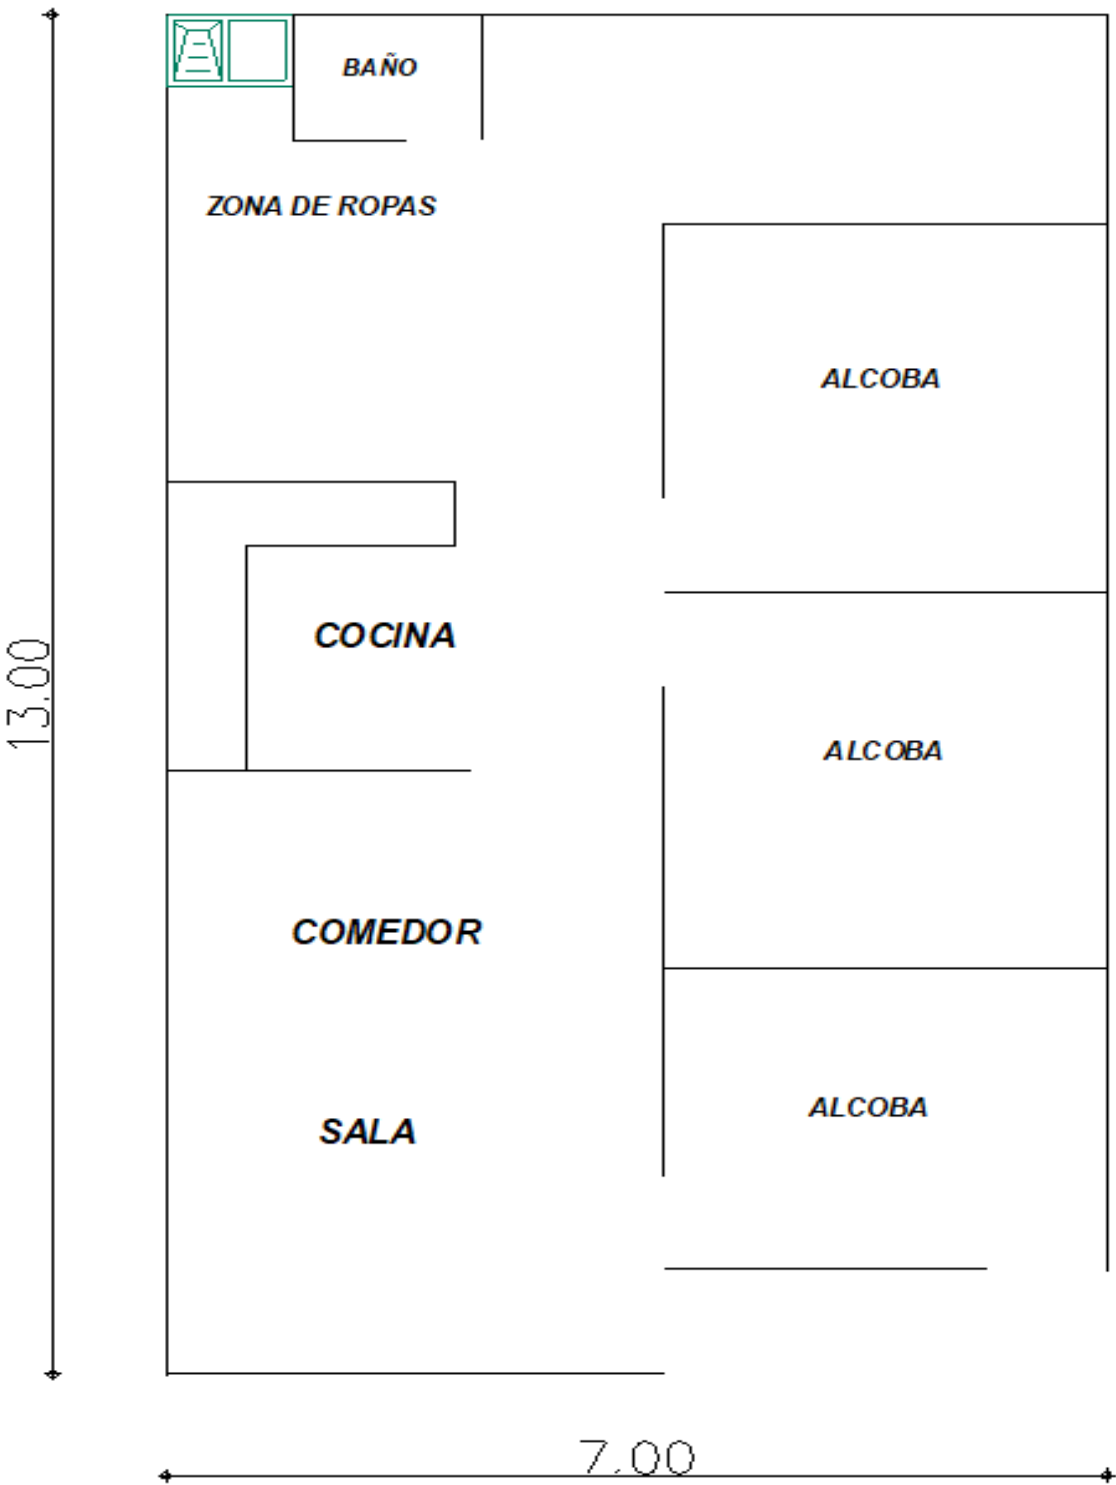 BAÑO
ZONA DE ROPAS
ALCOBA
COCINA
13.00
ALCOBA
COMEDOR
ALCOBA
SALA
7.00